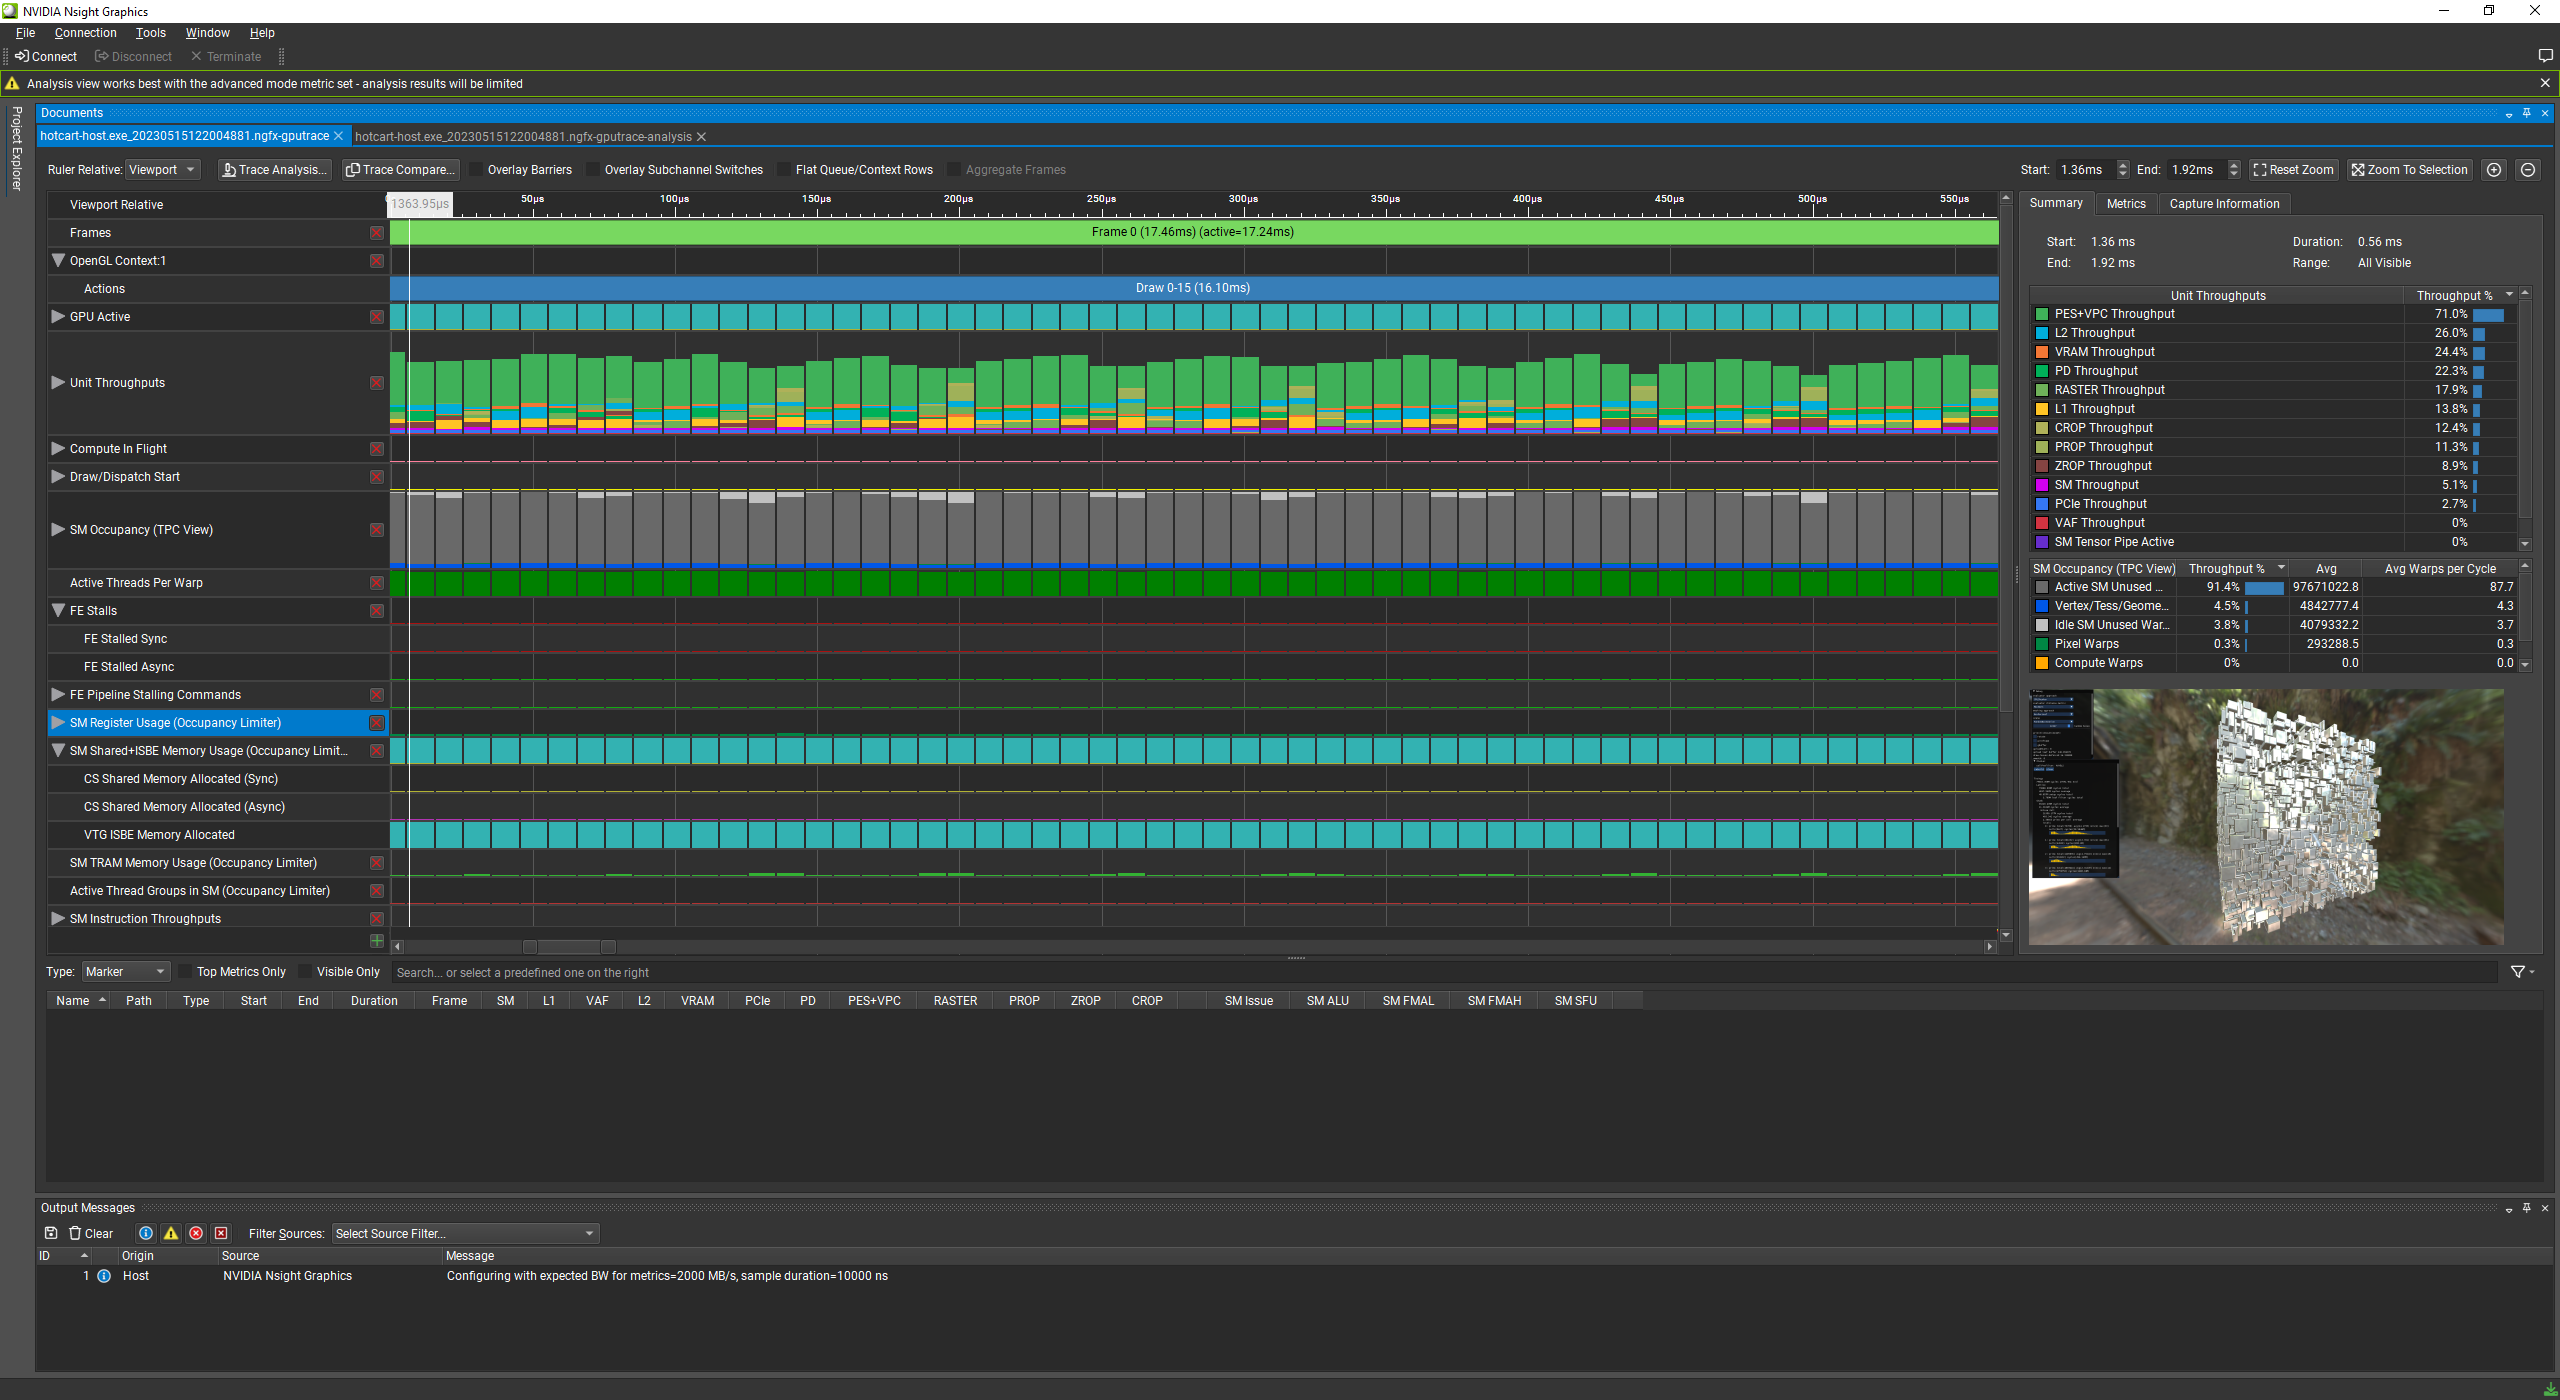 NVIDIA Nsight Graphics
File Connection Tools Window Help
Connect Disconnect Terminate
Analysis view works best with the advanced mode metric set - analysis results will be limited
Project Explorer
Documents
hotcart-host.exe_20230515122004881.ngfx-gputrace hotcart-host.exe_20230515122004881.ngfx-gputrace-analysis
Ruler Relative: Viewport Trace Analysis... Trace Compare... Overlay Barriers Overlay Subchannel Switches Flat Queue/Context Rows Aggregate Frames Start: 1.36ms End: 1.92ms Reset Zoom Zoom To Selection
Viewport Relative 1363.95µs 50µs 100µs 150µs 200µs 250µs 300µs 350µs 400µs 450µs 500µs 550µs
Frames Frame 0 (17.46ms) (active=17.24ms)
OpenGL Context:1
Actions Draw 0-15 (16.10ms)
GPU Active
Unit Throughputs
Compute In Flight
Draw/Dispatch Start
SM Occupancy (TPC View)
Active Threads Per Warp
FE Stalls
FE Stalled Sync
FE Stalled Async
FE Pipeline Stalling Commands
SM Register Usage (Occupancy Limiter)
SM Shared+ISBE Memory Usage (Occupancy Limit...
CS Shared Memory Allocated (Sync)
CS Shared Memory Allocated (Async)
VTG ISBE Memory Allocated
SM TRAM Memory Usage (Occupancy Limiter)
Active Thread Groups in SM (Occupancy Limiter)
SM Instruction Throughputs
Summary Metrics Capture Information
Start: 1.36 ms Duration: 0.56 ms
End: 1.92 ms Range: All Visible
Unit Throughputs Throughput %
PES+VPC Throughput 71.0%
L2 Throughput 26.0%
VRAM Throughput 24.4%
PD Throughput 22.3%
RASTER Throughput 17.9%
L1 Throughput 13.8%
CROP Throughput 12.4%
PROP Throughput 11.3%
ZROP Throughput 8.9%
SM Throughput 5.1%
PCIe Throughput 2.7%
VAF Throughput 0%
SM Tensor Pipe Active 0%
SM Occupancy (TPC View) Throughput % Avg Avg Warps per Cycle
Active SM Unused ... 91.4% 97671022.8 87.7
Vertex/Tess/Geome... 4.5% 4842777.4 4.3
Idle SM Unused War... 3.8% 4079332.2 3.7
Pixel Warps 0.3% 293288.5 0.3
Compute Warps 0% 0.0 0.0
Type: Marker Top Metrics Only Visible Only Search... or select a predefined one on the right
Name Path Type Start End Duration Frame SM L1 VAF L2 VRAM PCIe PD PES+VPC RASTER PROP ZROP CROP SM Issue SM ALU SM FMAL SM FMAH SM SFU
Output Messages
Clear Filter Sources: Select Source Filter...
ID Origin Source Message
1 Host NVIDIA Nsight Graphics Configuring with expected BW for metrics=2000 MB/s, sample duration=10000 ns